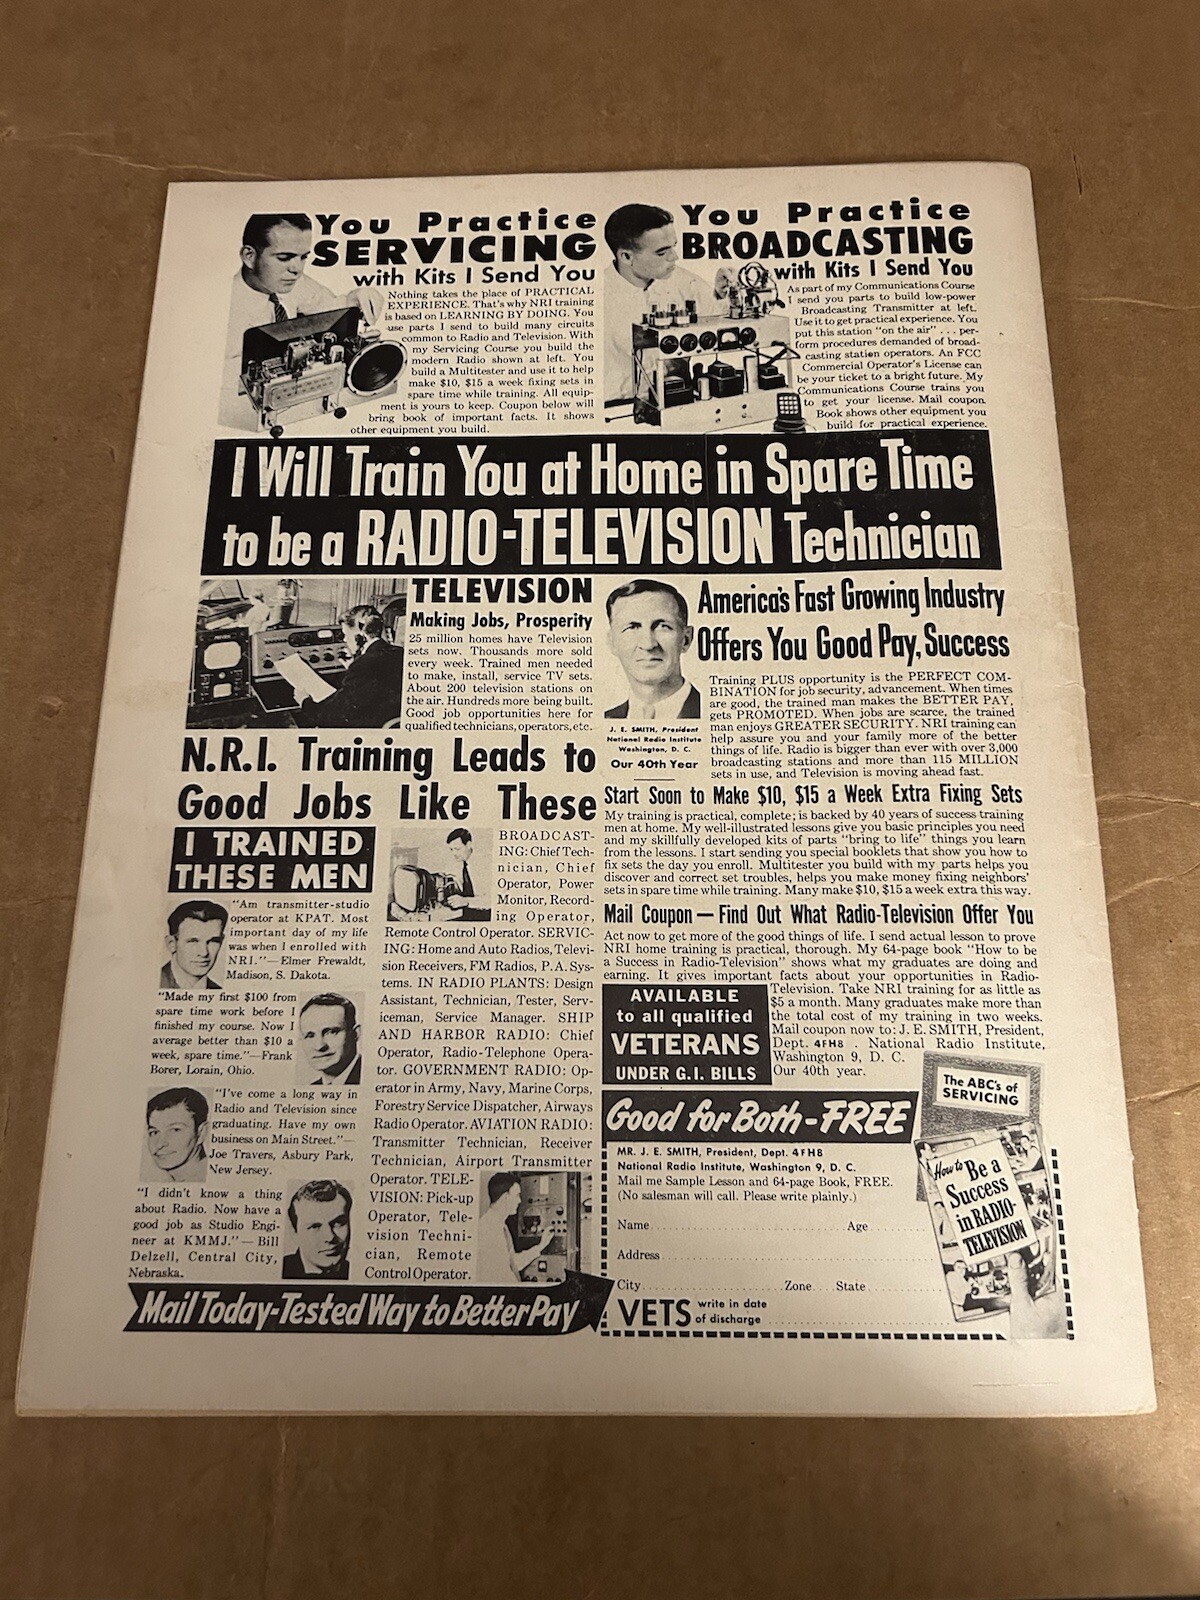 You Practice
SERVICING
with Kits I Send You
Nothing takes the place of PRACTICAL
EXPERIENCE. That's why NRI training
is based on LEARNING BY DOING. You
use parts I send to build many circuits
common to Radio and Television. With
my Servicing Course you build the
modern Radio shown at left. You
build a Multitester and use it to help
make $10, $15 a week fixing sets in
spare time while training. All equip-
ment is yours to keep. Coupon below will
bring book of important facts. It shows
other equipment you build.
You Practice
BROADCASTING
with Kits I Send You
As part of my Communications Course
I send you parts to build low-power
Broadcasting Transmitter at left.
Use it to get practical experience. You
put this station "on the air" ... per-
form procedures demanded of broad-
casting station operators. An FCC
Commercial Operator's License can
be your ticket to a bright future. My
Communications Course trains you
to get your license. Mail coupon.
Book shows other equipment you
build for practical experience.
I Will Train You at Home in Spare Time
to be a RADIO-TELEVISION Technician
TELEVISION
Making Jobs, Prosperity
25 million homes have Television
sets now. Thousands more sold
every week. Trained men needed
to make, install, service TV sets.
About 200 television stations on
the air. Hundreds more being built.
Good job opportunities here for
qualified technicians, operators, etc.
J. E. SMITH, President
National Radio Institute
Washington, D. C.
Our 40th Year
America's Fast Growing Industry
Offers You Good Pay, Success
Training PLUS opportunity is the PERFECT COM-
BINATION for job security, advancement. When times
are good, the trained man makes the BETTER PAY,
gets PROMOTED. When jobs are scarce, the trained
man enjoys GREATER SECURITY. NRI training can
help assure you and your family more of the better
things of life. Radio is bigger than ever with over 3,000
broadcasting stations and more than 115 MILLION
sets in use, and Television is moving ahead fast.
N.R.I. Training Leads to
Good Jobs Like These
I TRAINED
THESE MEN
"Am transmitter-studio
operator at KPAT. Most
important day of my life
was when I enrolled with
NRI."—Elmer Frewaldt,
Madison, S. Dakota.
"Made my first $100 from
spare time work before I
finished my course. Now I
average better than $10 a
week, spare time."—Frank
Borer, Lorain, Ohio.
"I've come a long way in
Radio and Television since
graduating. Have my own
business on Main Street."—
Joe Travers, Asbury Park,
New Jersey.
"I didn't know a thing
about Radio. Now have a
good job as Studio Engi-
neer at KMMJ."—Bill
Delzell, Central City,
Nebraska.
BROADCAST-
ING: Chief Tech-
nician, Chief
Operator, Power
Monitor, Record-
ing Operator,
Remote Control Operator. SERVIC-
ING: Home and Auto Radios, Televi-
sion Receivers, FM Radios, P.A. Sys-
tems. IN RADIO PLANTS: Design
Assistant, Technician, Tester, Serv-
iceman, Service Manager. SHIP
AND HARBOR RADIO: Chief
Operator, Radio-Telephone Opera-
tor. GOVERNMENT RADIO: Op-
erator in Army, Navy, Marine Corps,
Forestry Service Dispatcher, Airways
Radio Operator. AVIATION RADIO:
Transmitter Technician, Receiver
Technician, Airport Transmitter
Operator. TELE-
VISION: Pick-up
Operator, Tele-
vision Techni-
cian, Remote
Control Operator.
Mail Today-Tested Way to Better Pay
Start Soon to Make $10, $15 a Week Extra Fixing Sets
My training is practical, complete; is backed by 40 years of success training
men at home. My well-illustrated lessons give you basic principles you need
and my skillfully developed kits of parts "bring to life" things you learn
from the lessons. I start sending you special booklets that show you how to
fix sets the day you enroll. Multitester you build with my parts helps you
discover and correct set troubles, helps you make money fixing neighbors'
sets in spare time while training. Many make $10, $15 a week extra this way.
Mail Coupon — Find Out What Radio-Television Offer You
Act now to get more of the good things of life. I send actual lesson to prove
NRI home training is practical, thorough. My 64-page book "How to be
a Success in Radio-Television" shows what my graduates are doing and
earning. It gives important facts about your opportunities in Radio-
Television. Take NRI training for as little as
$5 a month. Many graduates make more than
the total cost of my training in two weeks.
Mail coupon now to: J. E. SMITH, President,
Dept. 4FH8 . National Radio Institute,
Washington 9, D. C.
Our 40th year.
AVAILABLE
to all qualified
VETERANS
UNDER G.I. BILLS
Good for Both-FREE
The ABC's of
SERVICING
How to Be a
Success
in RADIO-
TELEVISION
MR. J. E. SMITH, President, Dept. 4FH8
National Radio Institute, Washington 9, D. C.
Mail me Sample Lesson and 64-page Book, FREE.
(No salesman will call. Please write plainly.)
Name Age
Address
City Zone State
VETS write in date
of discharge